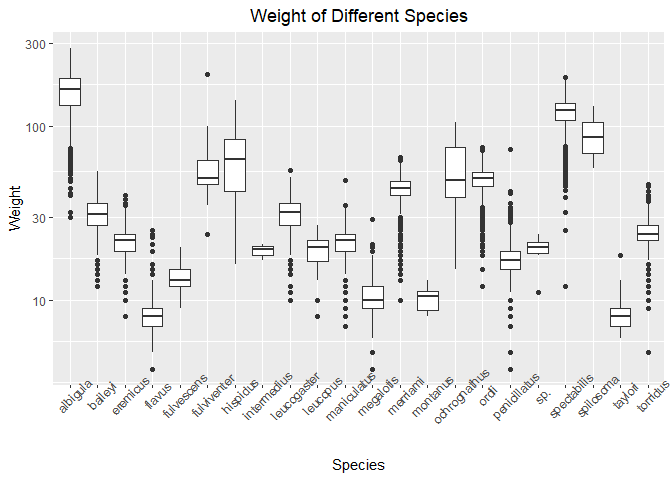 Weight of Different Species
300
100
30
10
Weight
albigula
baileyi
eremicus
flavus
fulvescens
fulviventer
hispidus
intermedius
leucogaster
leucopus
maniculatus
megalotis
merriami
montanus
ochrognathus
ordii
penicillatus
sp.
spectabilis
spilosoma
taylori
torridus
Species